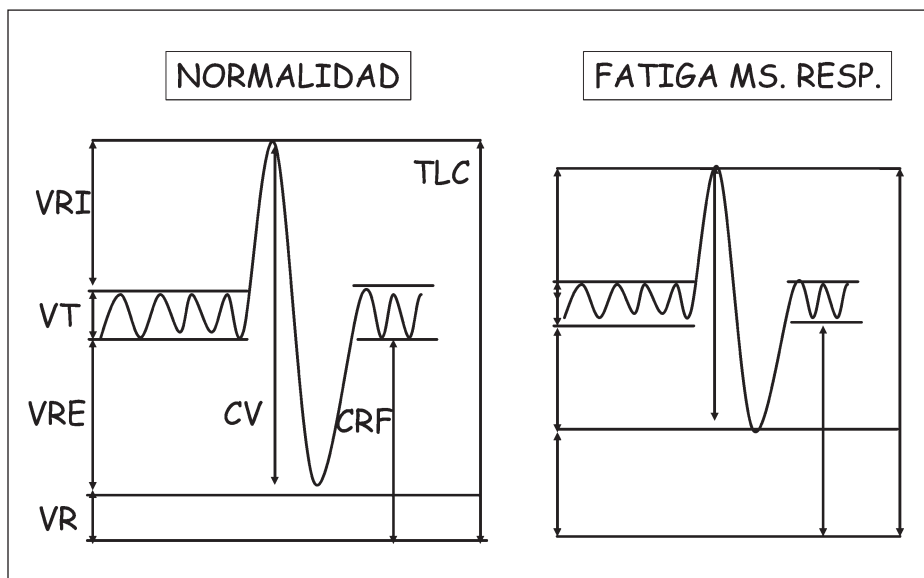 NORMALIDAD
FATIGA MS. RESP.
TLC
VRI
VT
VRE
CV
CRF
VR